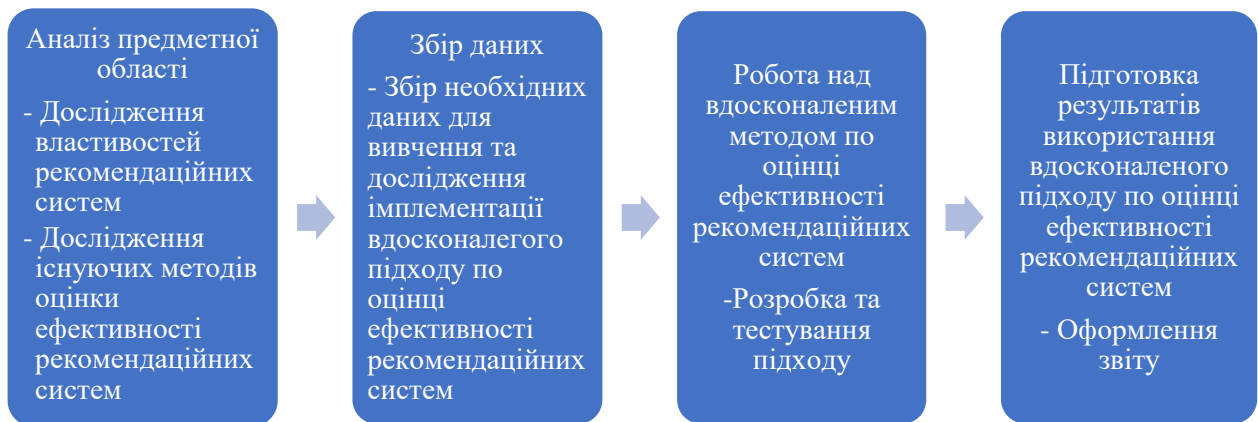 Аналіз предметної
області
- Дослідження
властивостей
рекомендаційних
систем
- Дослідження
існуючих методів
оцінки
ефективності
рекомендаційних
систем
Збір даних
- Збір необхідних
даних для
вивчення та
дослідження
імплементації
вдосконалегого
підходу по
оцінці
ефективності
рекомендаційних
систем
Робота над
вдосконаленим
методом по
оцінці
ефективності
рекомендаційних
систем
-Розробка та
тестування
підходу
Підготовка
результатів
використання
вдосконаленого
підходу по оцінці
ефективності
рекомендаційних
систем
- Оформлення
звіту